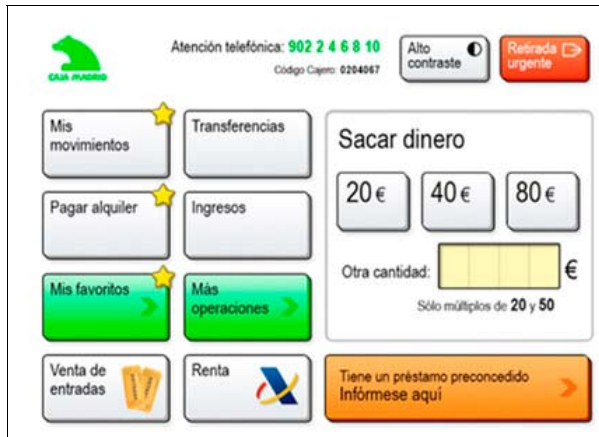 CAJA MADRID
Atención telefónica: 902 2 4 6 8 10
Código Cajero: 0204067
Alto
contraste
Retirada
urgente
Mis
movimientos
Transferencias
Pagar alquiler
Ingresos
Mis favoritos
Más
operaciones
Venta de
entradas
Renta
Sacar dinero
20 €
40 €
80 €
Otra cantidad:
€
Sólo múltiplos de 20 y 50
Tiene un préstamo preconcedido
Infórmese aquí